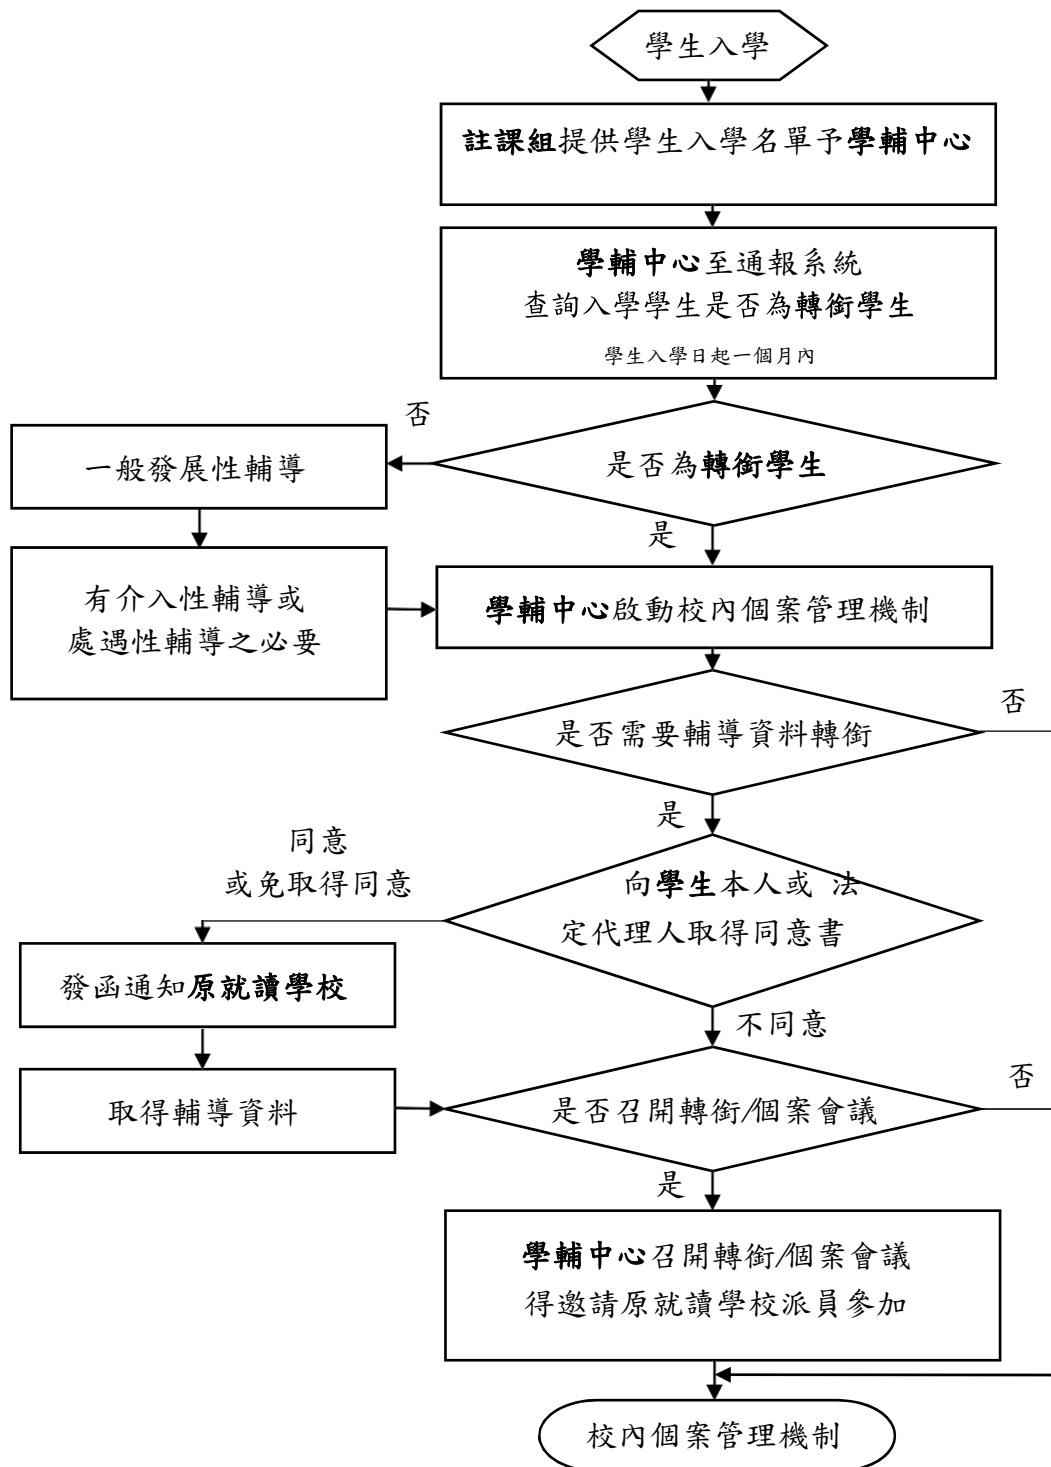 學生入學
註課組提供學生入學名單予學輔中心
學輔中心至通報系統
查詢入學學生是否為轉銜學生
學生入學日起一個月內
否
一般發展性輔導
是否為轉銜學生
是
有介入性輔導或
處遇性輔導之必要
學輔中心啟動校內個案管理機制
否
是否需要輔導資料轉銜
是
同意
或免取得同意
向學生本人或 法
定代理人取得同意書
發函通知原就讀學校
不同意
否
取得輔導資料
是否召開轉銜/個案會議
是
學輔中心召開轉銜/個案會議
得邀請原就讀學校派員參加
校內個案管理機制